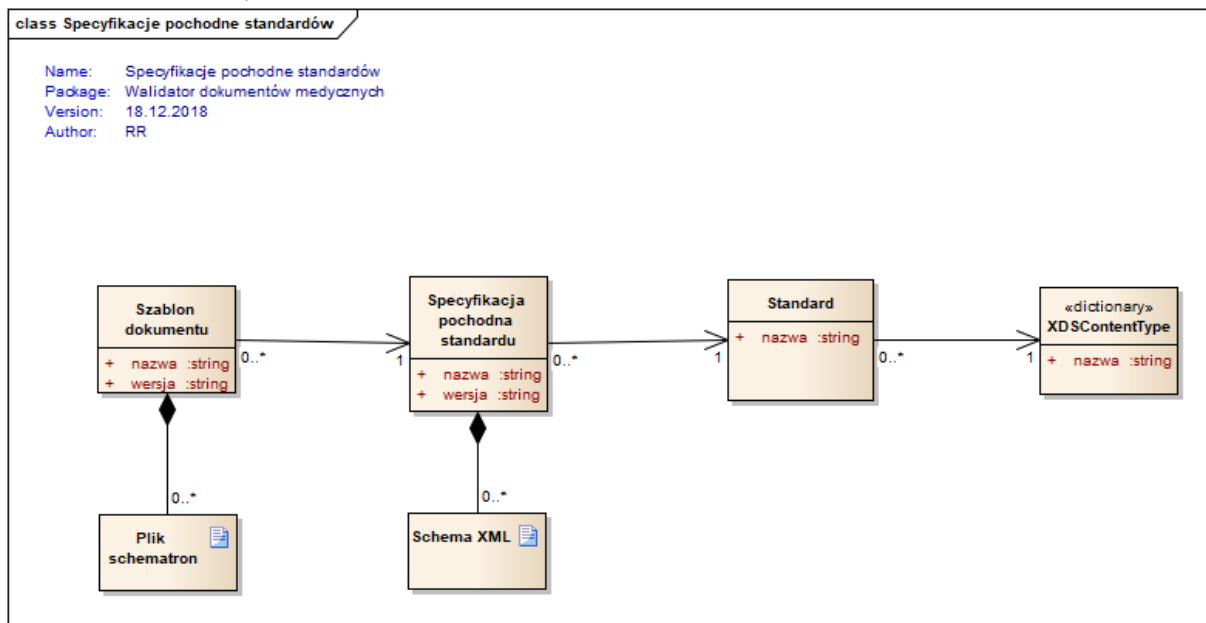 class Specyfikacje pochodne standardów
Name: Specyfikacje pochodne standardów
Package: Walidator dokumentów medycznych
Version: 18.12.2018
Author: RR
Szablon
dokumentu
+ nazwa :string
+ wersja :string
0..*
1
Specyfikacja
pochodna
standardu
+ nazwa :string
+ wersja :string
0..*
1
Standard
+ nazwa :string
0..*
1
«dictionary»
XDSContentType
+ nazwa :string
0..*
Plik
schematron
0..*
Schema XML